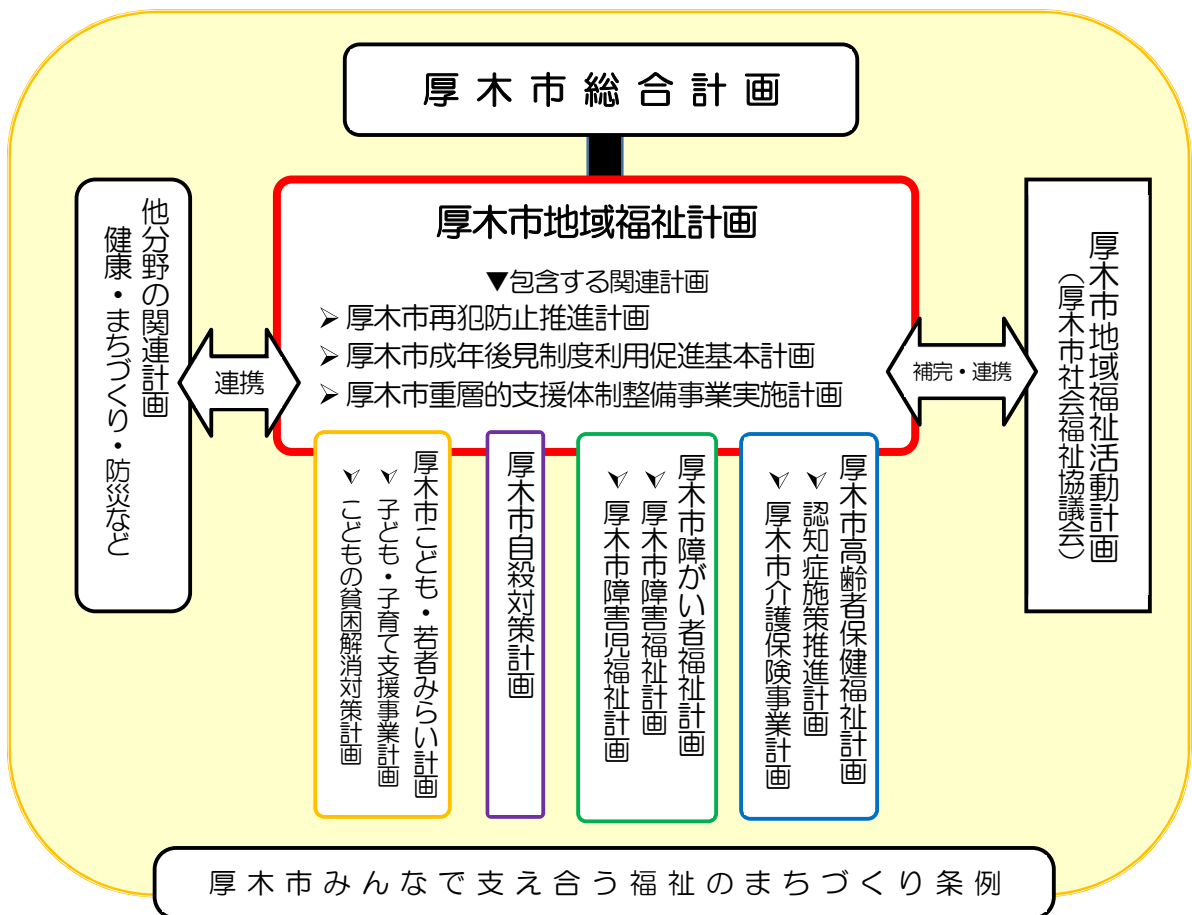 厚木市総合計画
他分野の関連計画
健康・まちづくり・防災など
連携
厚木市地域福祉計画
▼包含する関連計画
➢ 厚木市再犯防止推進計画
➢ 厚木市成年後見制度利用促進基本計画
➢ 厚木市重層的支援体制整備事業実施計画
補完・連携
厚木市地域福祉活動計画
（厚木市社会福祉協議会）
厚木市高齢者保健福祉計画
➢ 認知症施策推進計画
➢ 厚木市介護保険事業計画
厚木市障がい者福祉計画
➢ 厚木市障害福祉計画
➢ 厚木市障害児福祉計画
厚木市自殺対策計画
厚木市こども・若者みらい計画
➢ 子ども・子育て支援事業計画
➢ こどもの貧困解消対策計画
厚木市みんなで支え合う福祉のまちづくり条例